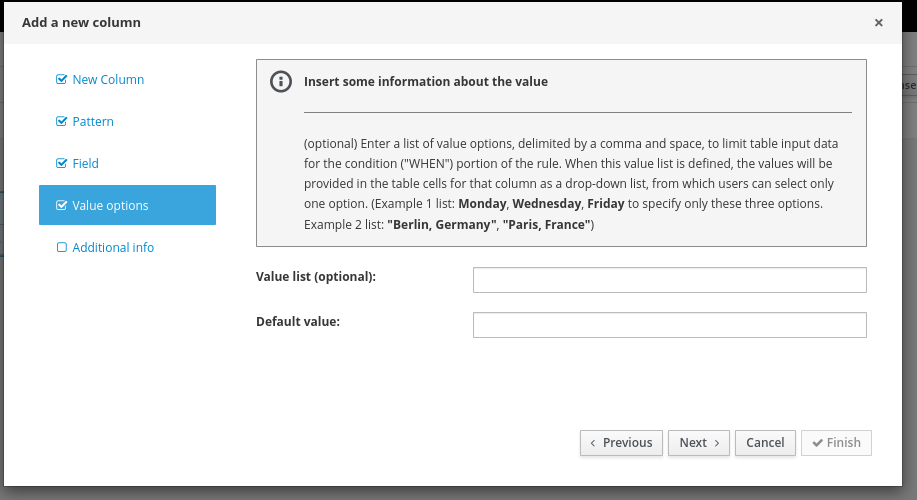 Add a new column
×
New Column
Pattern
Field
Value options
Additional info
Insert some information about the value
(optional) Enter a list of value options, delimited by a comma and space, to limit table input data
for the condition ("WHEN") portion of the rule. When this value list is defined, the values will be
provided in the table cells for that column as a drop-down list, from which users can select only
one option. (Example 1 list: Monday, Wednesday, Friday to specify only these three options.
Example 2 list: "Berlin, Germany", "Paris, France")
Value list (optional):
Default value:
Previous
Next
Cancel
Finish